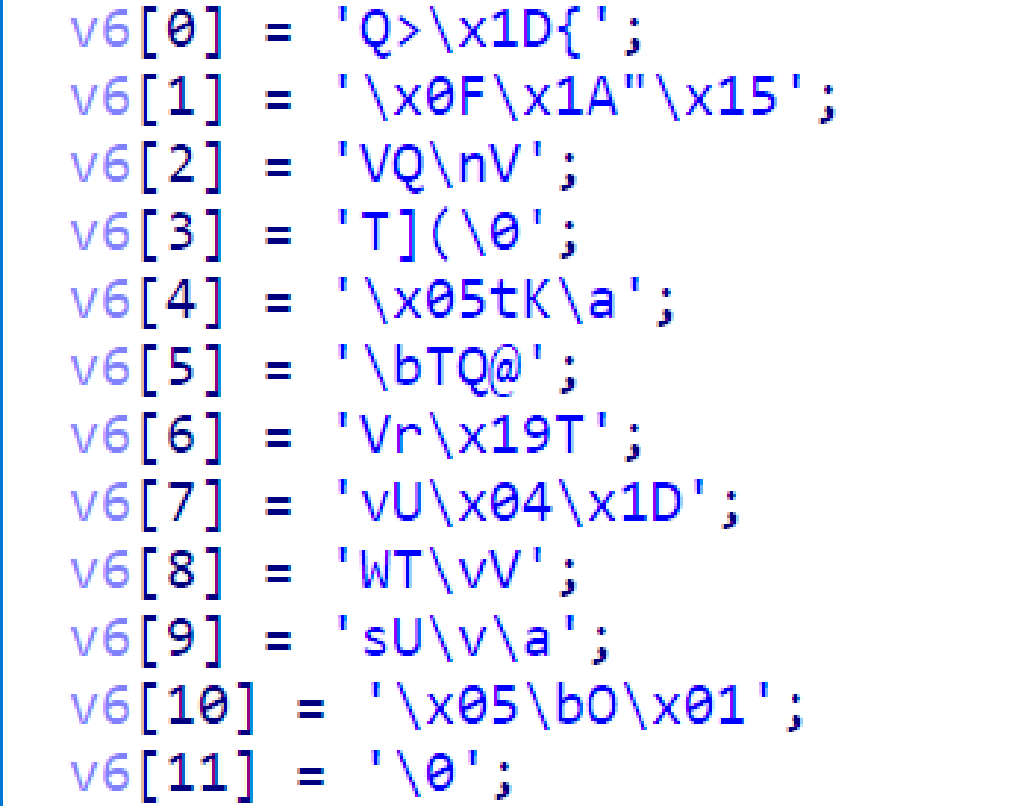 v6[0] = 'Q>\x1D{';
v6[1] = '\x0F\x1A"\x15';
v6[2] = 'VQ\nV';
v6[3] = 'T](\0';
v6[4] = '\x05tK\a';
v6[5] = '\bTQ@';
v6[6] = 'Vr\x19T';
v6[7] = 'vU\x04\x1D';
v6[8] = 'WT\vV';
v6[9] = 'sU\v\a';
v6[10] = '\x05\bO\x01';
v6[11] = '\0';